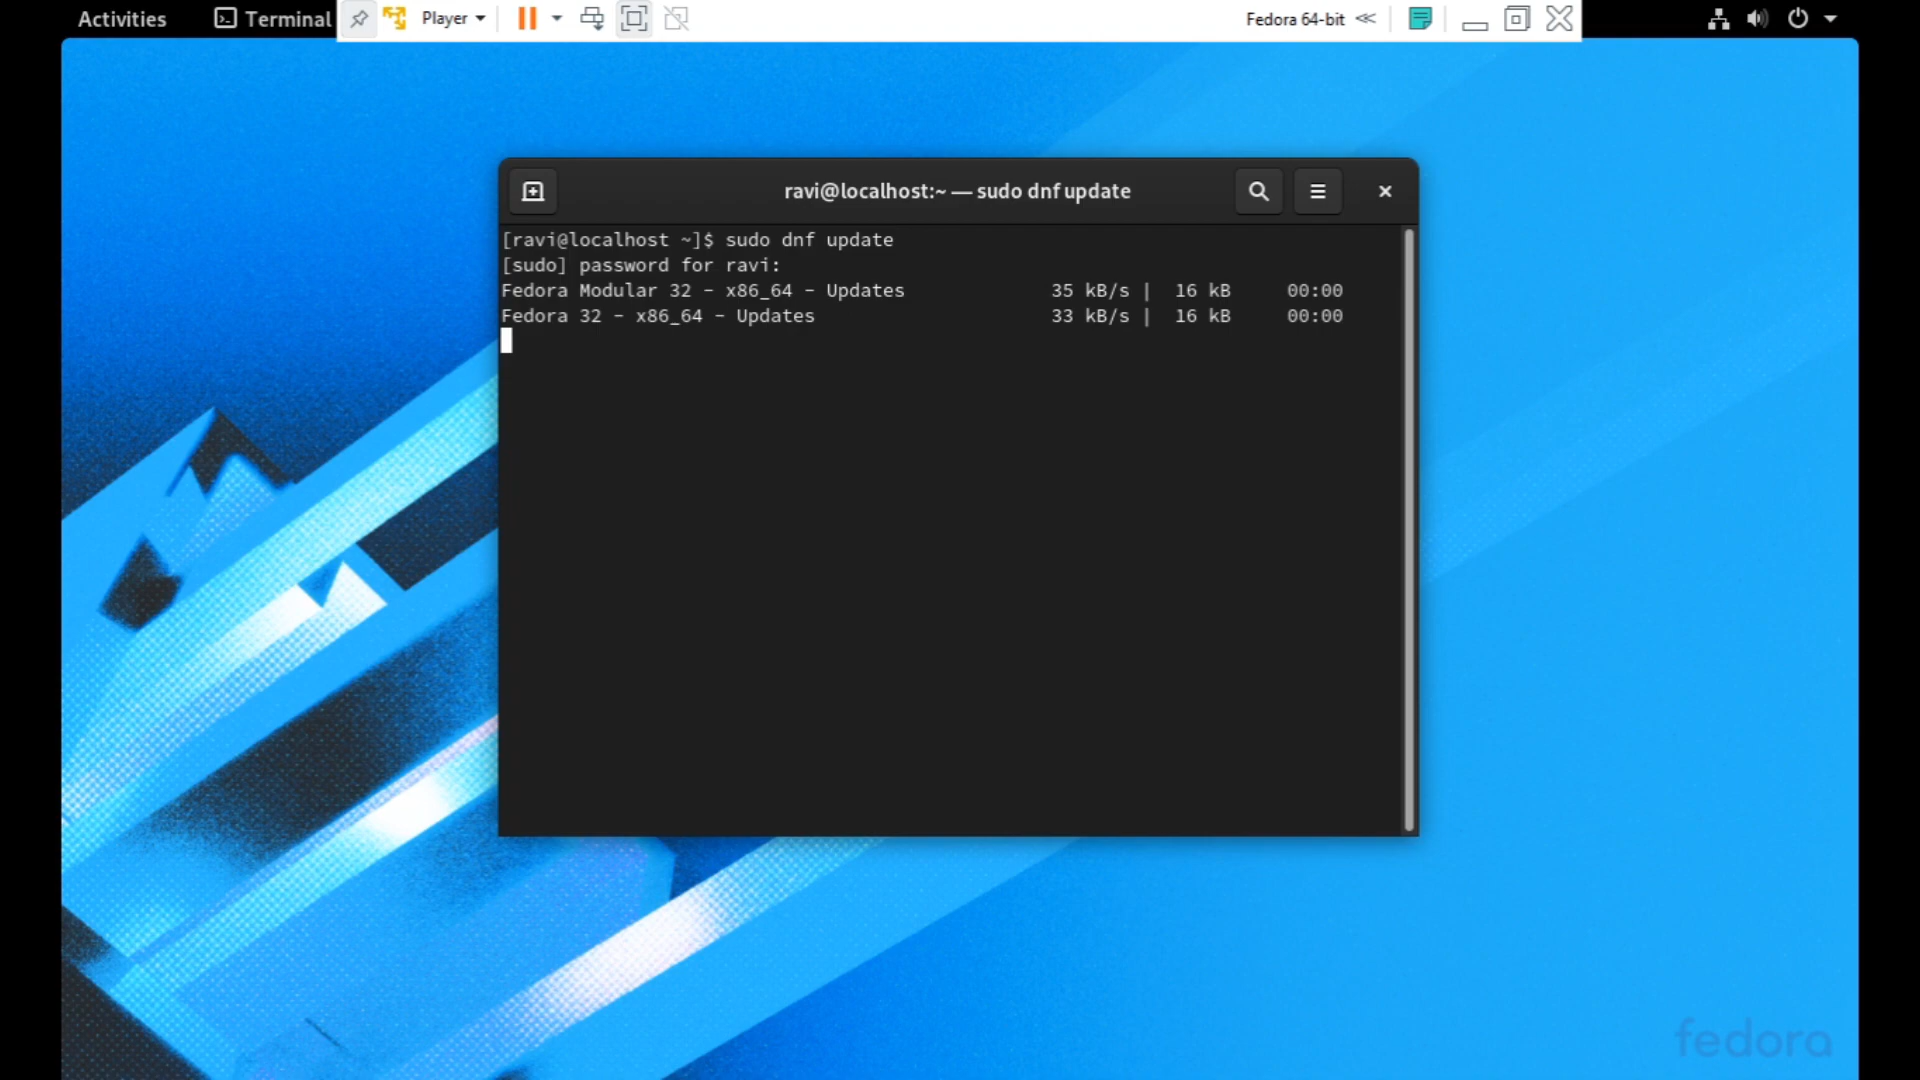 Activities Terminal Player Fedora 64-bit
ravi@localhost:~ — sudo dnf update
[ravi@localhost ~]$ sudo dnf update
[sudo] password for ravi:
Fedora Modular 32 - x86_64 - Updates 35 kB/s | 16 kB 00:00
Fedora 32 - x86_64 - Updates 33 kB/s | 16 kB 00:00
fedora